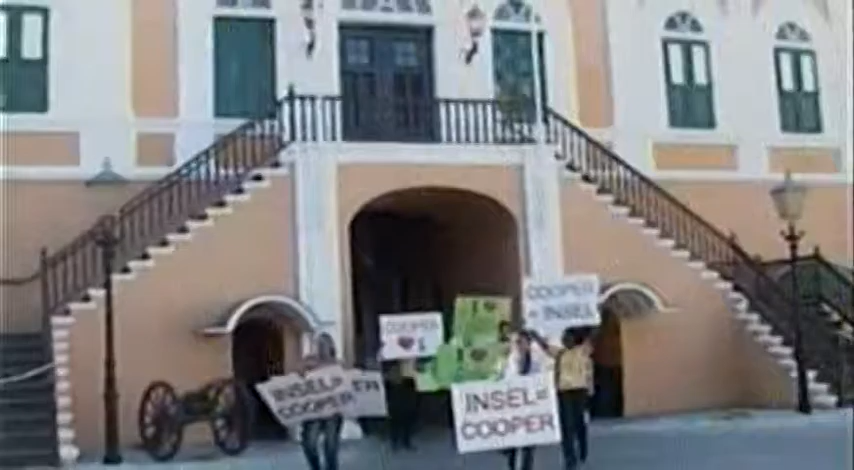 COOPER
I ❤
COOPER
= INSEL
INSEL=
COOPER
INSEL=
COOPER